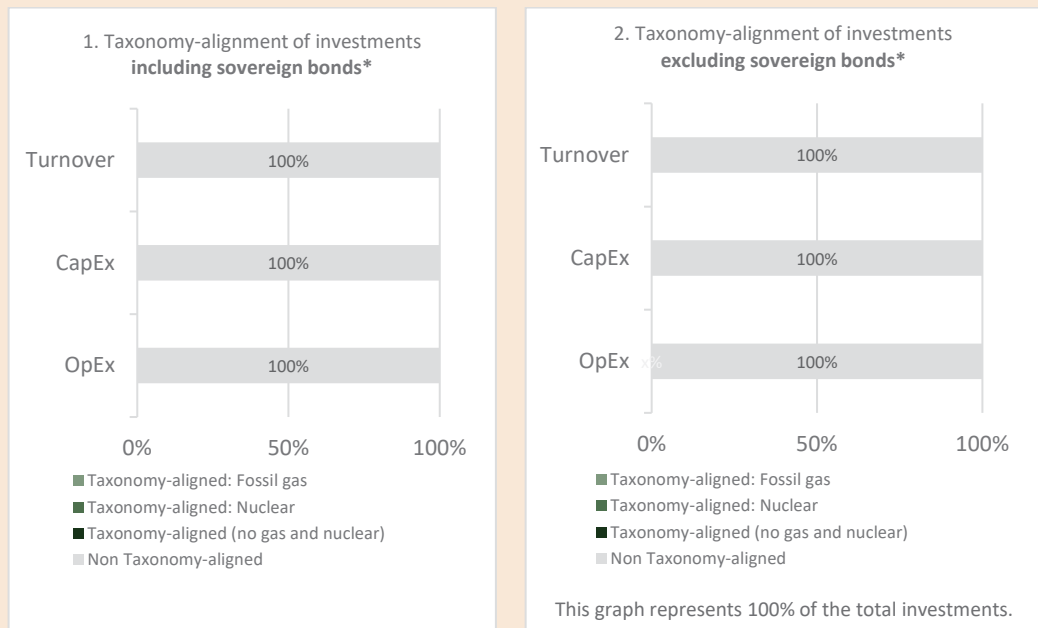 1. Taxonomy-alignment of investments
including sovereign bonds*
Turnover
100%
CapEx
100%
OpEx
100%
0% 50% 100%
Taxonomy-aligned: Fossil gas
Taxonomy-aligned: Nuclear
Taxonomy-aligned (no gas and nuclear)
Non Taxonomy-aligned
2. Taxonomy-alignment of investments
excluding sovereign bonds*
Turnover
100%
CapEx
100%
OpEx
x%
100%
0% 50% 100%
Taxonomy-aligned: Fossil gas
Taxonomy-aligned: Nuclear
Taxonomy-aligned (no gas and nuclear)
Non Taxonomy-aligned
This graph represents 100% of the total investments.